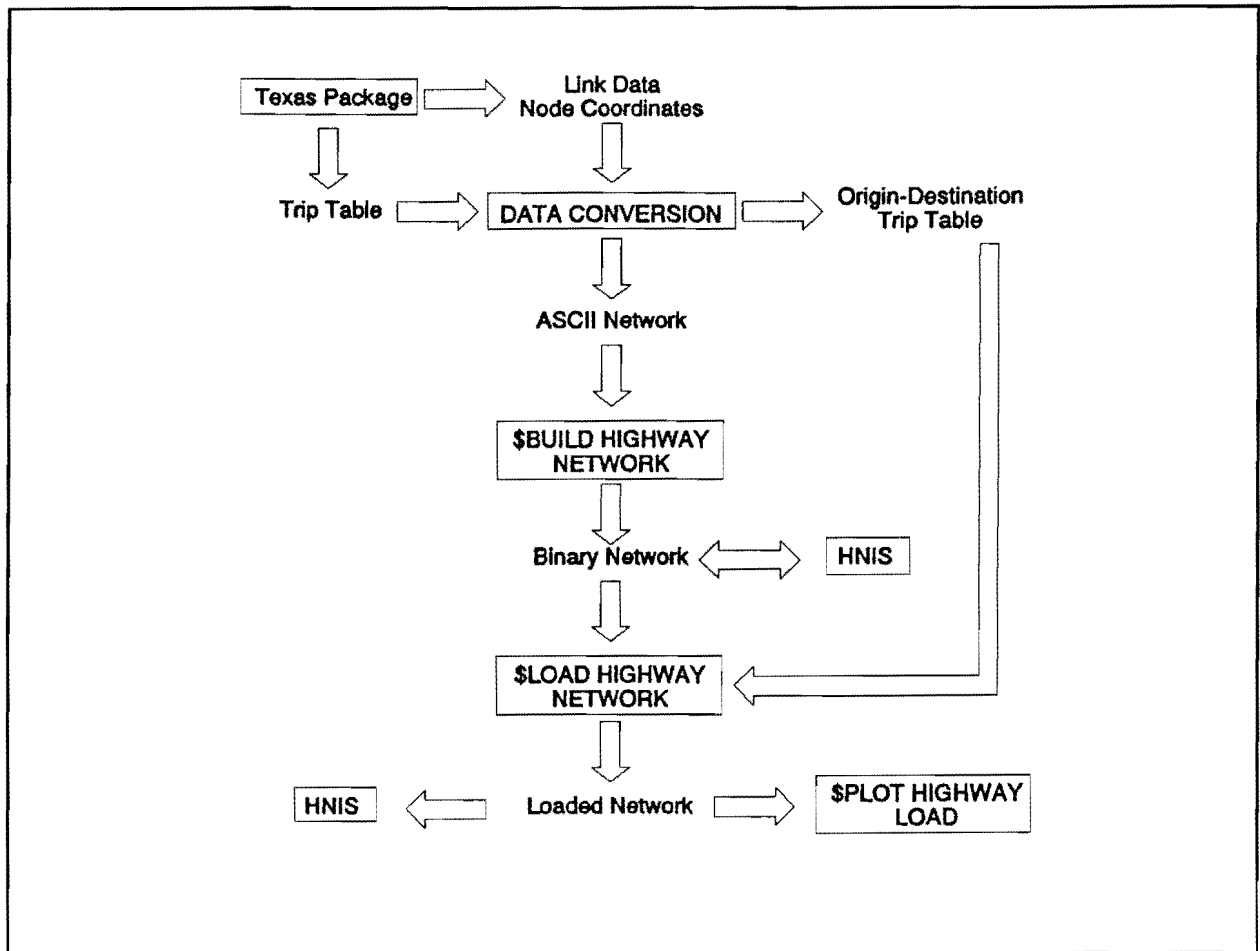 Texas Package
Link Data
Node Coordinates
Trip Table
DATA CONVERSION
Origin-Destination
Trip Table
ASCII Network
$BUILD HIGHWAY
NETWORK
Binary Network
HNIS
$LOAD HIGHWAY
NETWORK
HNIS
Loaded Network
$PLOT HIGHWAY
LOAD